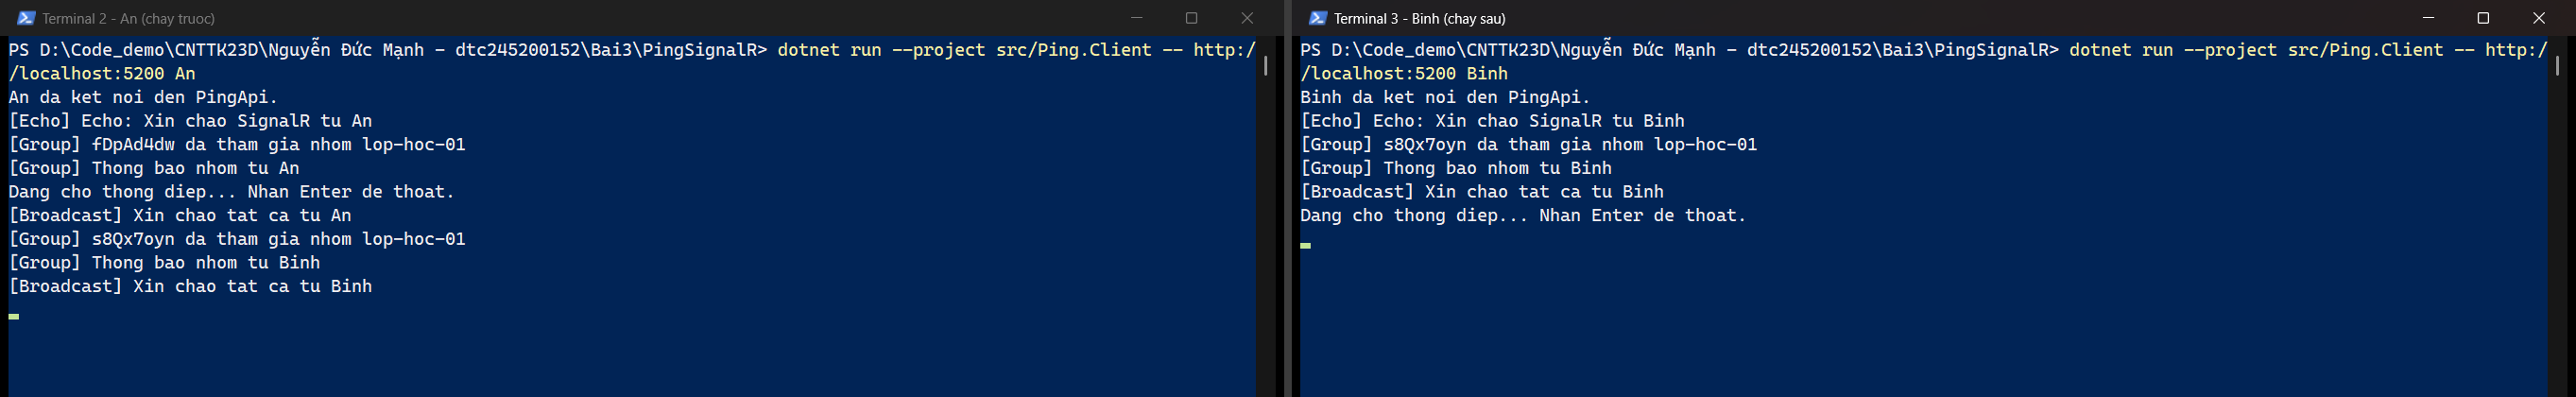 Terminal 2 - An (chay truoc)
PS D:\Code_demo\CNTTK23D\Nguyễn Đức Mạnh - dtc245200152\Bai3\PingSignalR> dotnet run --project src/Ping.Client -- http:/
/localhost:5200 An
An da ket noi den PingApi.
[Echo] Echo: Xin chao SignalR tu An
[Group] fDpAd4dw da tham gia nhom lop-hoc-01
[Group] Thong bao nhom tu An
Dang cho thong diep... Nhan Enter de thoat.
[Broadcast] Xin chao tat ca tu An
[Group] s8Qx7oyn da tham gia nhom lop-hoc-01
[Group] Thong bao nhom tu Binh
[Broadcast] Xin chao tat ca tu Binh
Terminal 3 - Binh (chay sau)
PS D:\Code_demo\CNTTK23D\Nguyễn Đức Mạnh - dtc245200152\Bai3\PingSignalR> dotnet run --project src/Ping.Client -- http:/
/localhost:5200 Binh
Binh da ket noi den PingApi.
[Echo] Echo: Xin chao SignalR tu Binh
[Group] s8Qx7oyn da tham gia nhom lop-hoc-01
[Group] Thong bao nhom tu Binh
[Broadcast] Xin chao tat ca tu Binh
Dang cho thong diep... Nhan Enter de thoat.